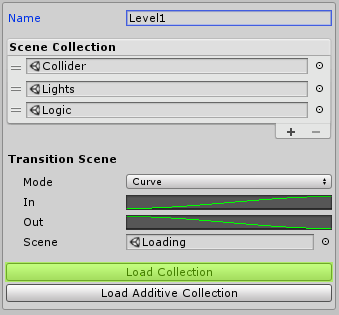 Name Level1
Scene Collection
Collider
Lights
Logic
Transition Scene
Mode Curve
In
Out
Scene Loading
Load Collection
Load Additive Collection